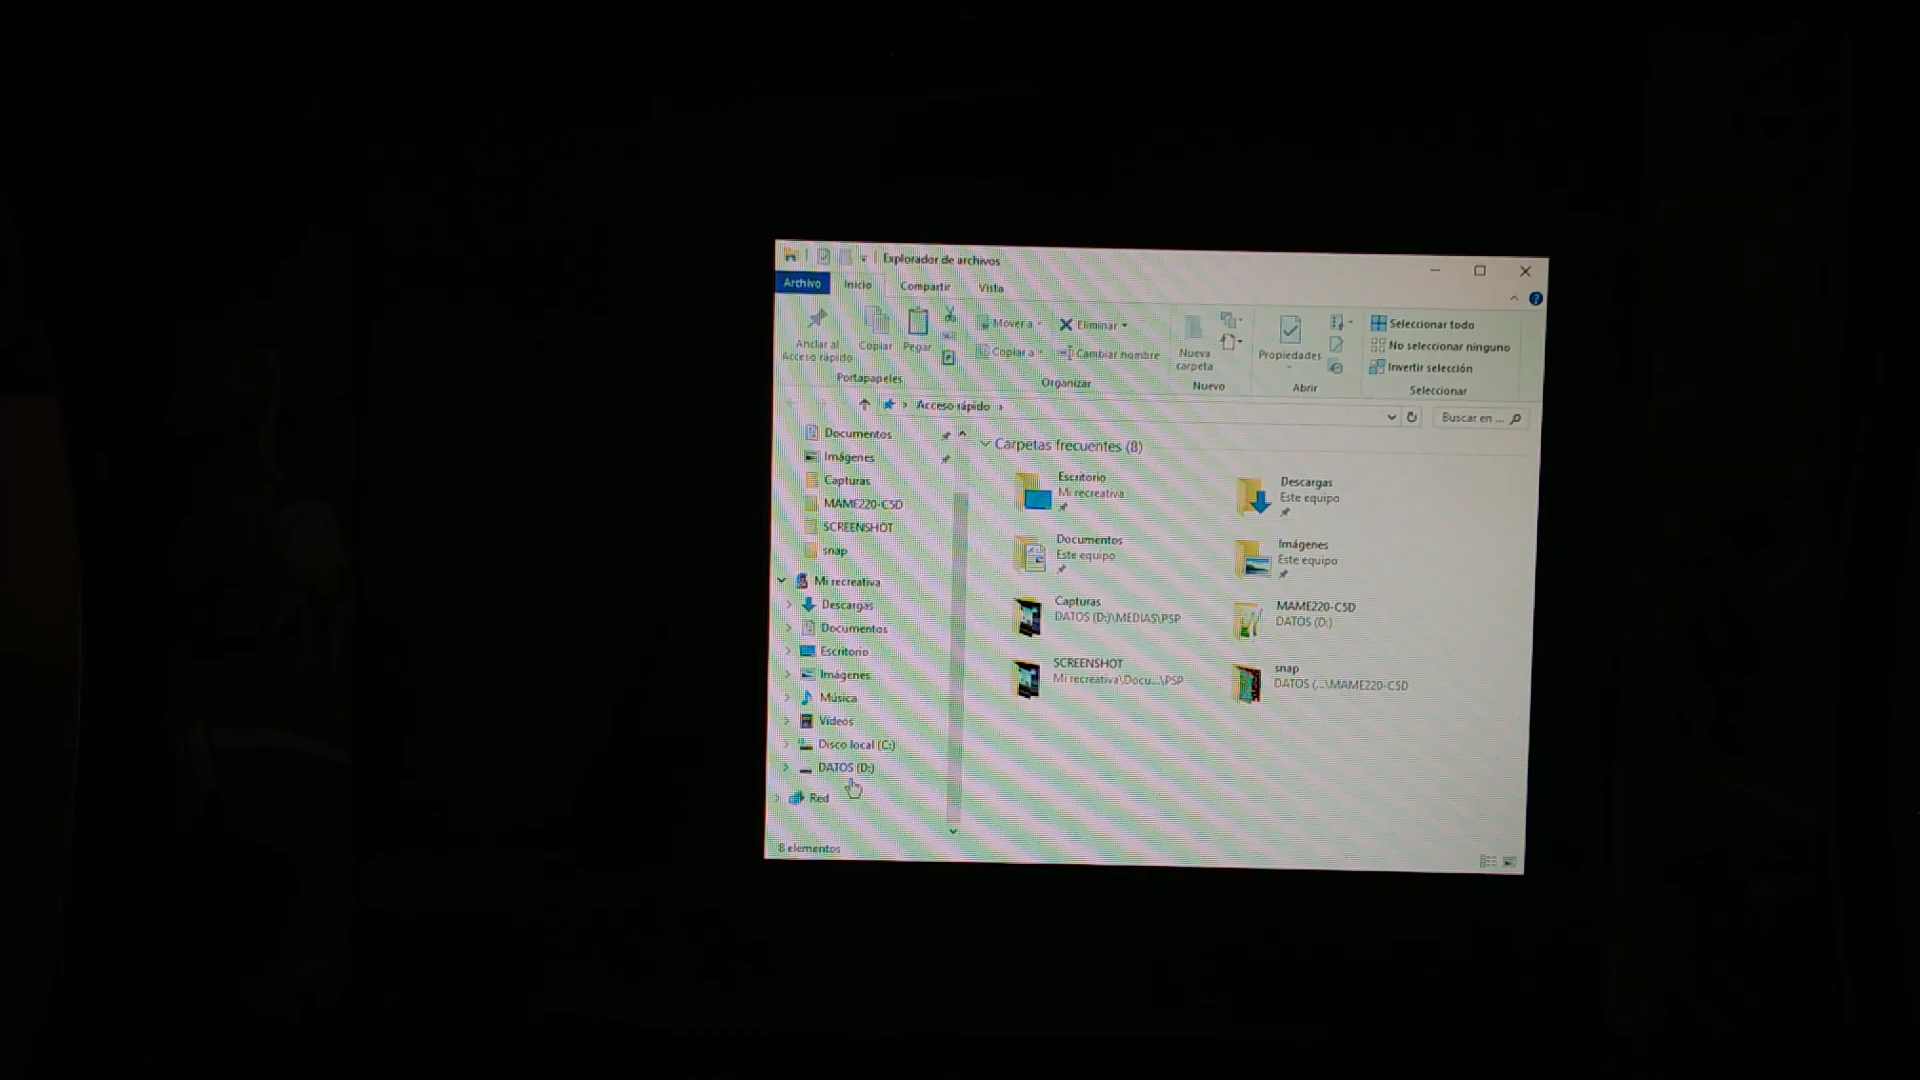 Explorador de archivos
Archivo
Inicio
Compartir
Vista
Anclar al
Acceso rápido
Copiar
Pegar
Mover a
Copiar a
Eliminar
Cambiar nombre
Nueva
carpeta
Propiedades
Seleccionar todo
No seleccionar ninguno
Invertir selección
Portapapeles
Organizar
Nuevo
Abrir
Seleccionar
Acceso rápido
Buscar en ...
Documentos
Imágenes
Capturas
MAME220-C5D
SCREENSHOT
snap
Mi recreativa
Descargas
Documentos
Escritorio
Imágenes
Música
Vídeos
Disco local (C:)
DATOS (D:)
Red
Carpetas frecuentes (8)
Escritorio
Mi recreativa
Descargas
Este equipo
Documentos
Este equipo
Imágenes
Este equipo
Capturas
DATOS (D:)\MEDIAS\PSP
MAME220-C5D
DATOS (D:)
SCREENSHOT
Mi recreativa\Docu...\PSP
snap
DATOS (...\MAME220-C5D
8 elementos